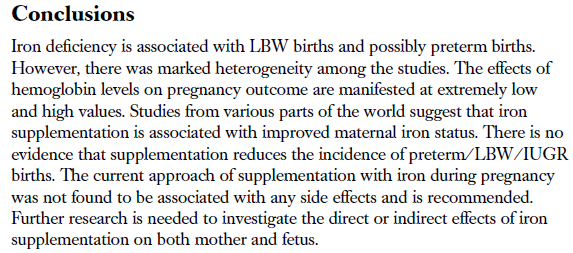 Conclusions
Iron deficiency is associated with LBW births and possibly preterm births.
However, there was marked heterogeneity among the studies. The effects of
hemoglobin levels on pregnancy outcome are manifested at extremely low
and high values. Studies from various parts of the world suggest that iron
supplementation is associated with improved maternal iron status. There is no
evidence that supplementation reduces the incidence of preterm/LBW/IUGR
births. The current approach of supplementation with iron during pregnancy
was not found to be associated with any side effects and is recommended.
Further research is needed to investigate the direct or indirect effects of iron
supplementation on both mother and fetus.